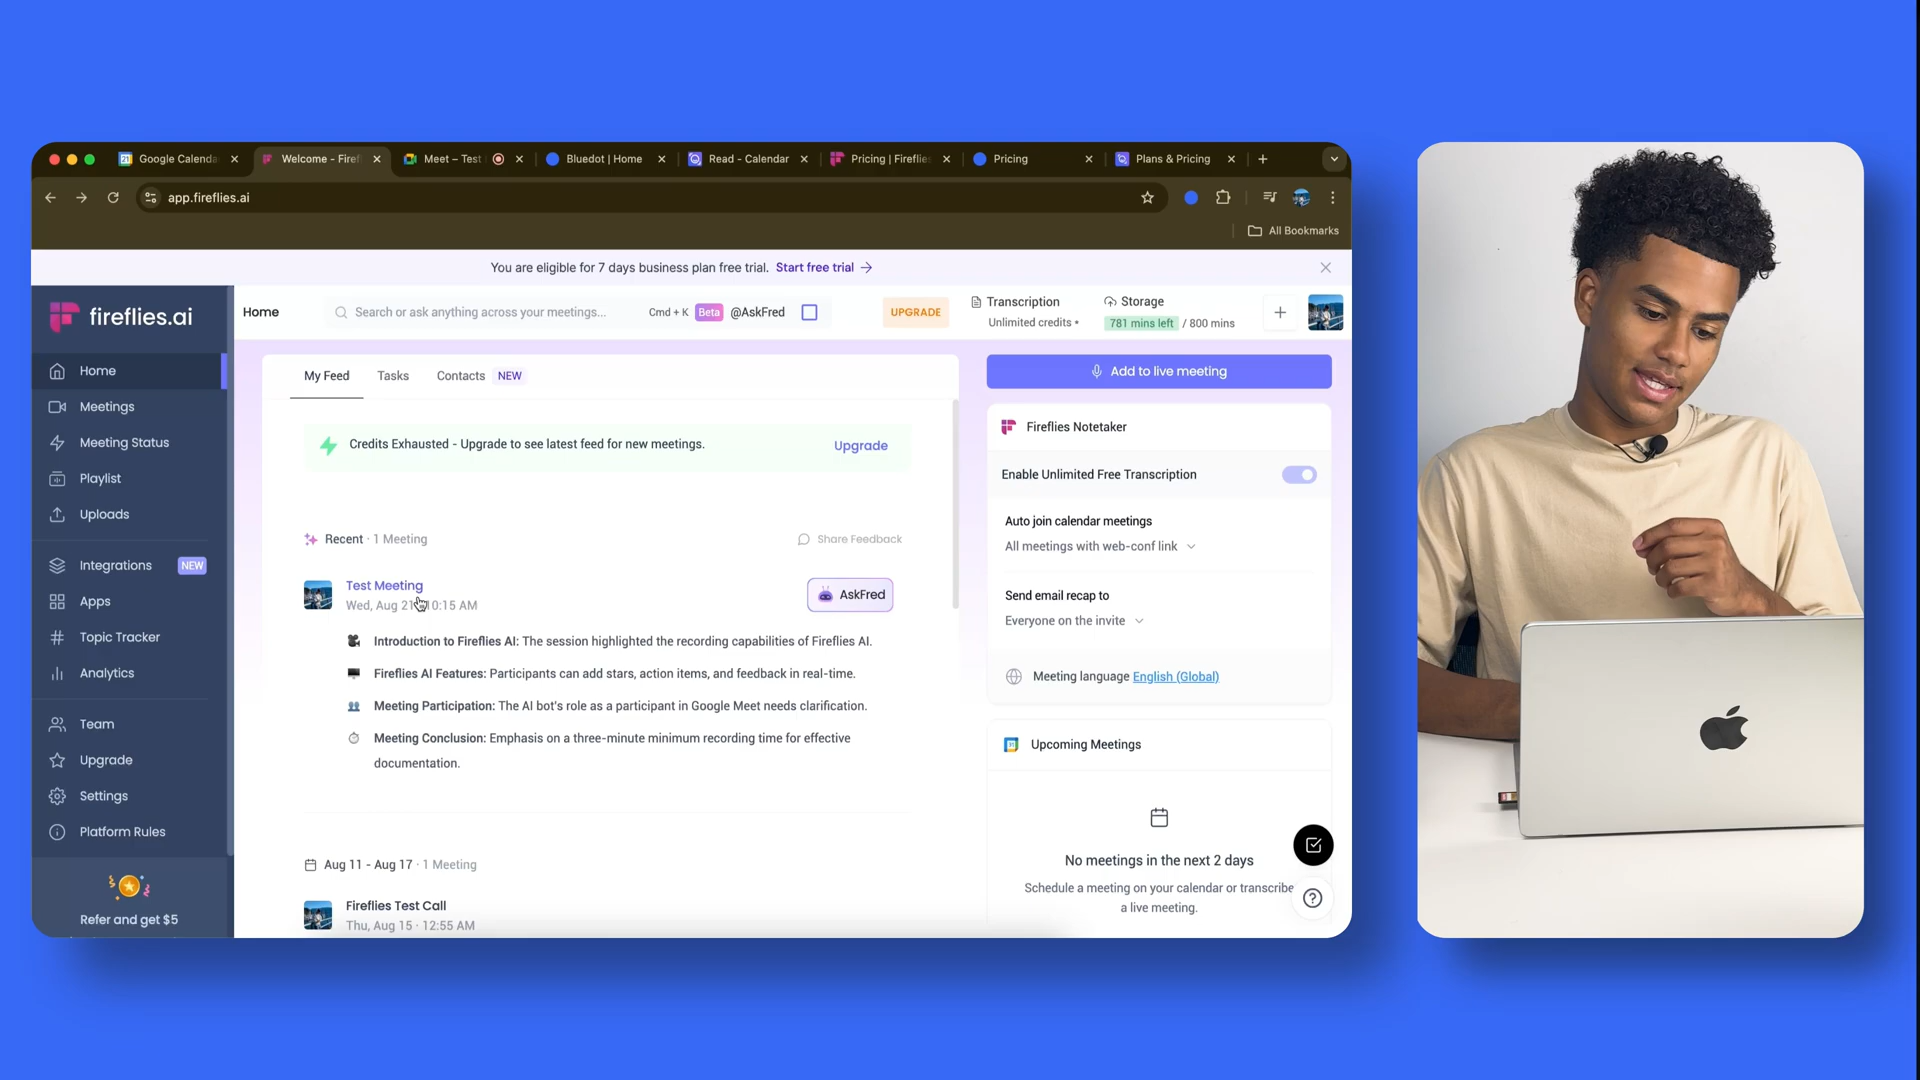 Google Calenda
Welcome - Firef
Meet – Test
Bluedot | Home
Read - Calendar
Pricing | Fireflies
Pricing
Plans & Pricing
app.fireflies.ai
All Bookmarks
You are eligible for 7 days business plan free trial. Start free trial →
fireflies.ai
Home
Search or ask anything across your meetings...
Cmd + K
Beta
@AskFred
UPGRADE
Transcription
Unlimited credits •
Storage
781 mins left / 800 mins
Home
Meetings
Meeting Status
Playlist
Uploads
Integrations NEW
Apps
Topic Tracker
Analytics
Team
Upgrade
Settings
Platform Rules
Refer and get $5
My Feed
Tasks
Contacts NEW
Credits Exhausted - Upgrade to see latest feed for new meetings.
Upgrade
Recent · 1 Meeting
Share Feedback
Test Meeting
Wed, Aug 21 10:15 AM
AskFred
Introduction to Fireflies AI: The session highlighted the recording capabilities of Fireflies AI.
Fireflies AI Features: Participants can add stars, action items, and feedback in real-time.
Meeting Participation: The AI bot's role as a participant in Google Meet needs clarification.
Meeting Conclusion: Emphasis on a three-minute minimum recording time for effective
documentation.
Aug 11 - Aug 17 · 1 Meeting
Fireflies Test Call
Thu, Aug 15 · 12:55 AM
Add to live meeting
Fireflies Notetaker
Enable Unlimited Free Transcription
Auto join calendar meetings
All meetings with web-conf link
Send email recap to
Everyone on the invite
Meeting language English (Global)
Upcoming Meetings
No meetings in the next 2 days
Schedule a meeting on your calendar or transcribe
a live meeting.